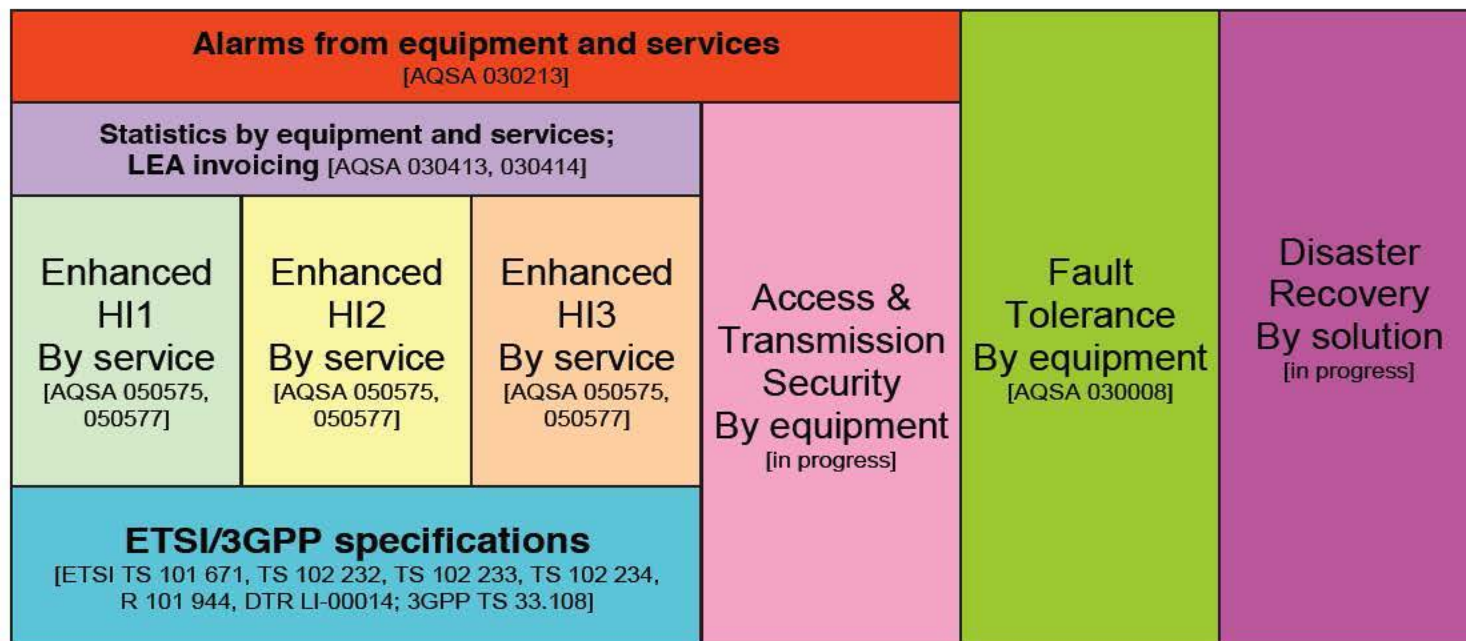 Alarms from equipment and services
[AQSA 030213]
Statistics by equipment and services;
LEA invoicing [AQSA 030413, 030414]
Enhanced
HI1
By service
[AQSA 050575,
050577]
Enhanced
HI2
By service
[AQSA 050575,
050577]
Enhanced
HI3
By service
[AQSA 050575,
050577]
ETSI/3GPP specifications
[ETSI TS 101 671, TS 102 232, TS 102 233, TS 102 234,
R 101 944, DTR LI-00014; 3GPP TS 33.108]
Access &
Transmission
Security
By equipment
[in progress]
Fault
Tolerance
By equipment
[AQSA 030008]
Disaster
Recovery
By solution
[in progress]